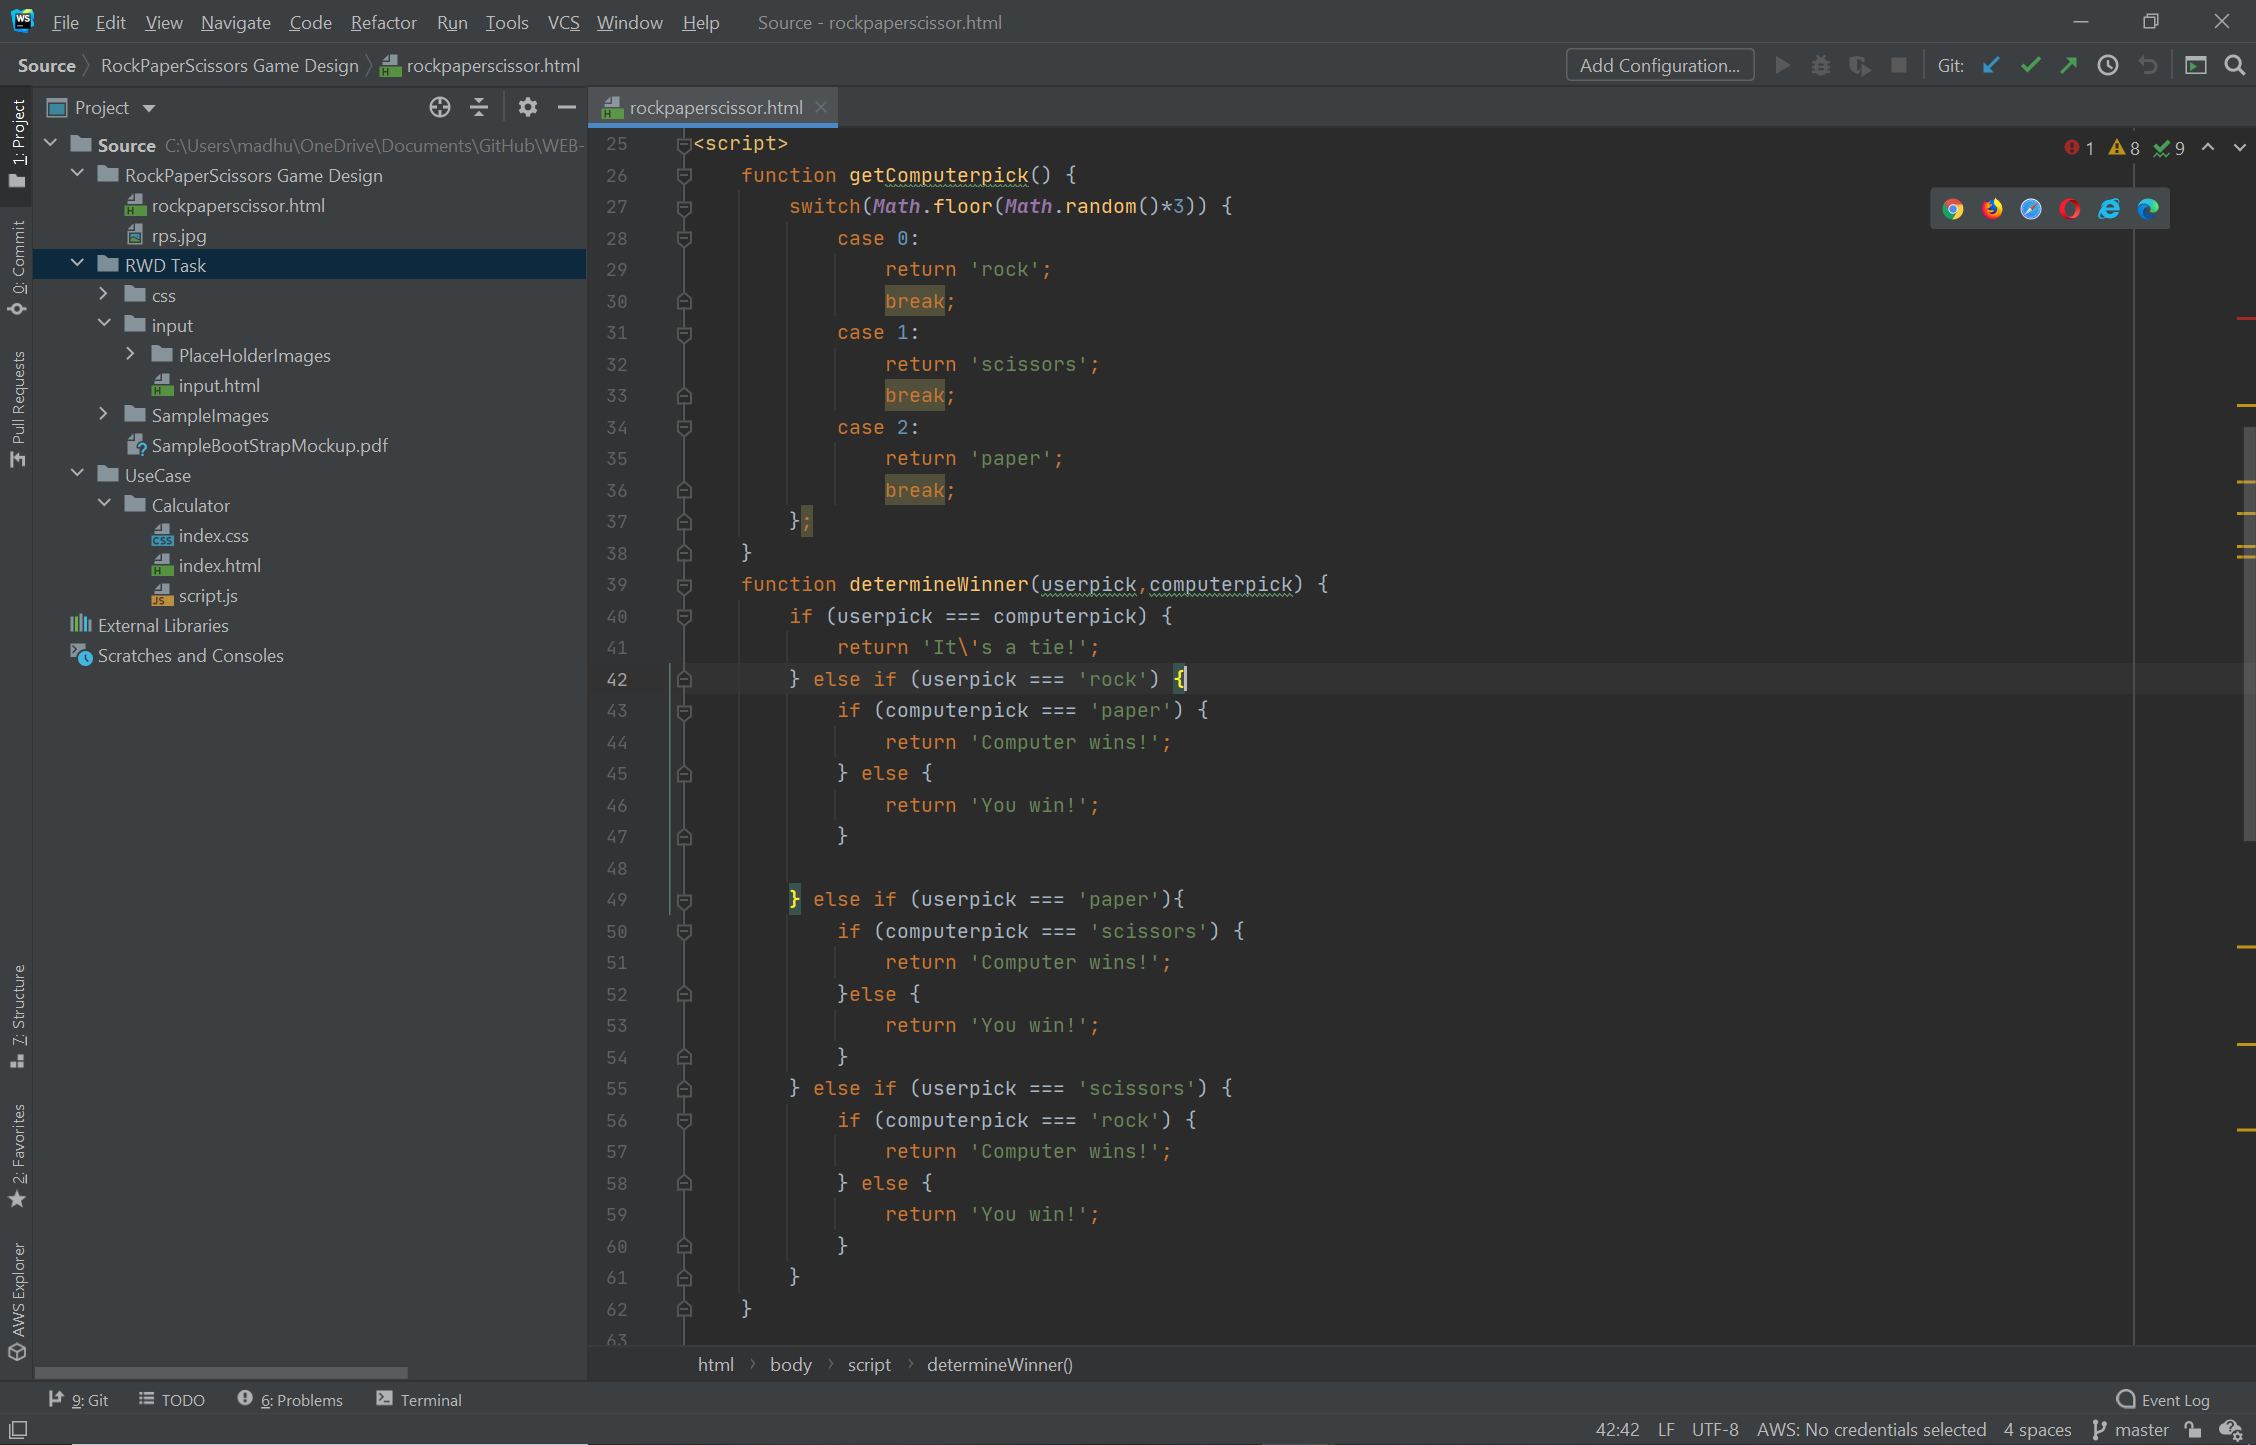 WS File Edit View Navigate Code Refactor Run Tools VCS Window Help Source - rockpaperscissor.html
Source RockPaperScissors Game Design rockpaperscissor.html Add Configuration... Git:
Project
rockpaperscissor.html
1: Project
0: Commit
Pull Requests
7: Structure
2: Favorites
AWS Explorer
Source C:\Users\madhu\OneDrive\Documents\GitHub\WEB-
RockPaperScissors Game Design
rockpaperscissor.html
rps.jpg
RWD Task
css
input
PlaceHolderImages
input.html
SampleImages
SampleBootStrapMockup.pdf
UseCase
Calculator
index.css
index.html
script.js
External Libraries
Scratches and Consoles
1 8 9
25 <script>
26 function getComputerpick() {
27 switch(Math.floor(Math.random()*3)) {
28 case 0:
29 return 'rock';
30 break;
31 case 1:
32 return 'scissors';
33 break;
34 case 2:
35 return 'paper';
36 break;
37 };
38 }
39 function determineWinner(userpick,computerpick) {
40 if (userpick === computerpick) {
41 return 'It\'s a tie!';
42 } else if (userpick === 'rock') {
43 if (computerpick === 'paper') {
44 return 'Computer wins!';
45 } else {
46 return 'You win!';
47 }
48
49 } else if (userpick === 'paper'){
50 if (computerpick === 'scissors') {
51 return 'Computer wins!';
52 }else {
53 return 'You win!';
54 }
55 } else if (userpick === 'scissors') {
56 if (computerpick === 'rock') {
57 return 'Computer wins!';
58 } else {
59 return 'You win!';
60 }
61 }
62 }
63
html body script determineWinner()
9: Git TODO 6: Problems Terminal Event Log
42:42 LF UTF-8 AWS: No credentials selected 4 spaces master